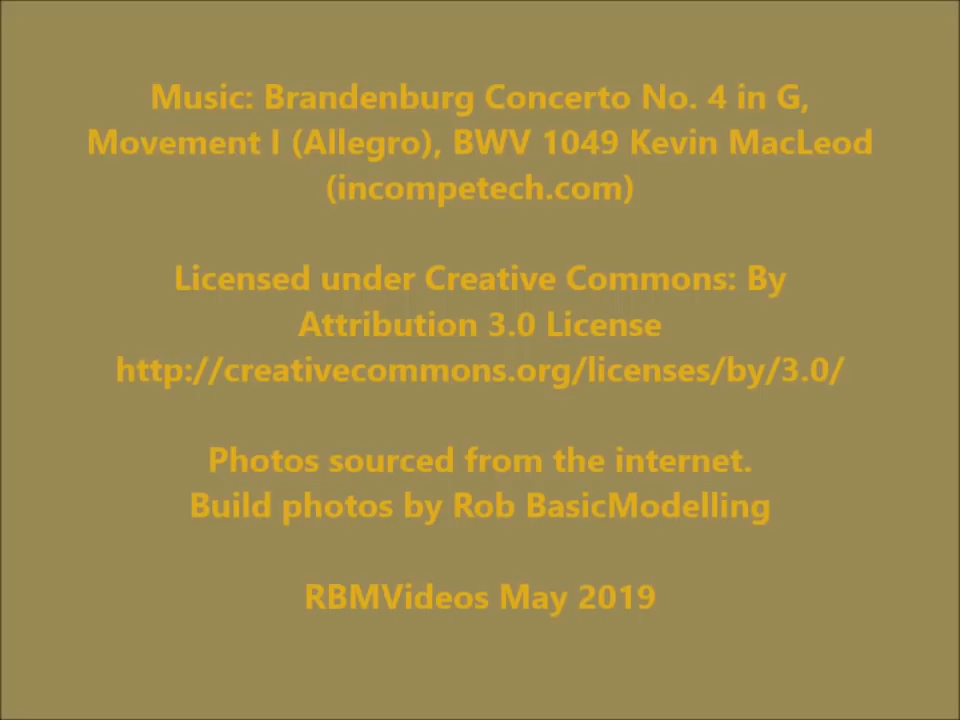 Music: Brandenburg Concerto No. 4 in G,
Movement I (Allegro), BWV 1049 Kevin MacLeod
(incompetech.com)
Licensed under Creative Commons: By
Attribution 3.0 License
http://creativecommons.org/licenses/by/3.0/
Photos sourced from the internet.
Build photos by Rob BasicModelling
RBMVideos May 2019